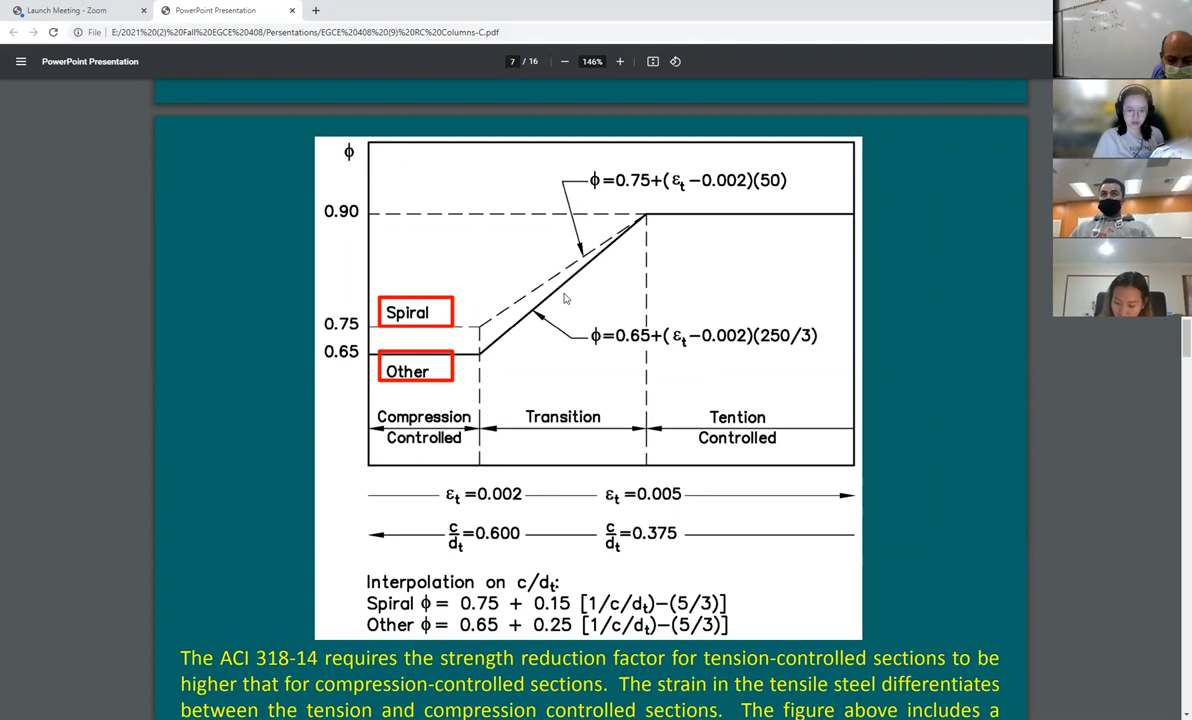 Launch Meeting - Zoom
PowerPoint Presentation
File
E:/2021%20(2)%20Fall%20EGCE%20408/Persentations/EGCE%20408%20(9)%20RC%20Columns-C.pdf
PowerPoint Presentation
7 / 16
146%
ϕ
ϕ=0.75+(εt−0.002)(50)
0.90
Spiral
0.75
ϕ=0.65+(εt−0.002)(250/3)
0.65
Other
Compression
Controlled
Transition
Tention
Controlled
εt=0.002
εt=0.005
c/dt=0.600
c/dt=0.375
Interpolation on c/dt:
Spiral ϕ= 0.75 + 0.15 [1/c/dt)−(5/3)]
Other ϕ= 0.65 + 0.25 [1/c/dt)−(5/3)]
The ACI 318-14 requires the strength reduction factor for tension-controlled sections to be
higher that for compression-controlled sections. The strain in the tensile steel differentiates
between the tension and compression controlled sections. The figure above includes a